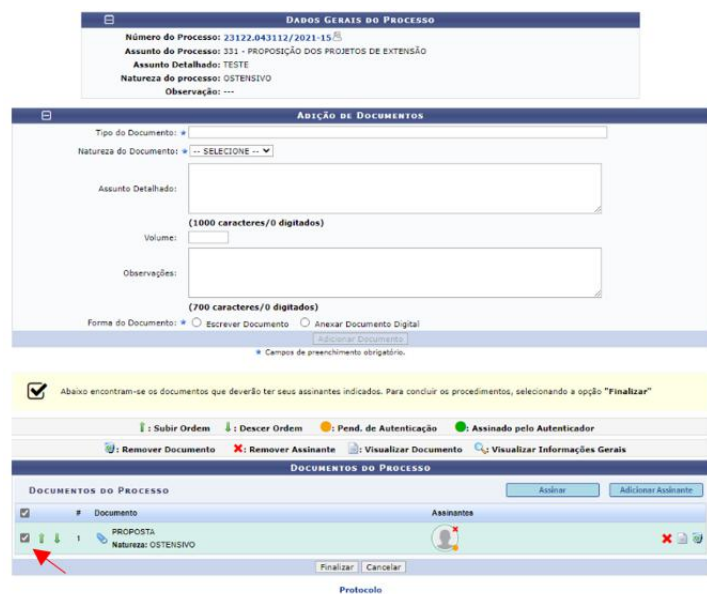 DADOS GERAIS DO PROCESSO
Número do Processo: 23122.043112/2021-15
Assunto do Processo: 331 - PROPOSIÇÃO DOS PROJETOS DE EXTENSÃO
Assunto Detalhado: TESTE
Natureza do processo: OSTENSIVO
Observação: ---
ADIÇÃO DE DOCUMENTOS
Tipo do Documento: *
Natureza do Documento: * -- SELECIONE --
Assunto Detalhado:
(1000 caracteres/0 digitados)
Volume:
Observações:
(700 caracteres/0 digitados)
Forma do Documento: * Escrever Documento Anexar Documento Digital
Adicionar Documento
* Campos de preenchimento obrigatório.
Abaixo encontram-se os documentos que deverão ter seus assinantes indicados. Para concluir os procedimentos, selecionando a opção "Finalizar"
: Subir Ordem : Descer Ordem : Pend. de Autenticação : Assinado pelo Autenticador
: Remover Documento : Remover Assinante : Visualizar Documento : Visualizar Informações Gerais
DOCUMENTOS DO PROCESSO
DOCUMENTOS DO PROCESSO Assinar Adicionar Assinante
# Documento Assinantes
1 PROPOSTA
Natureza: OSTENSIVO
Finalizar Cancelar
Protocolo